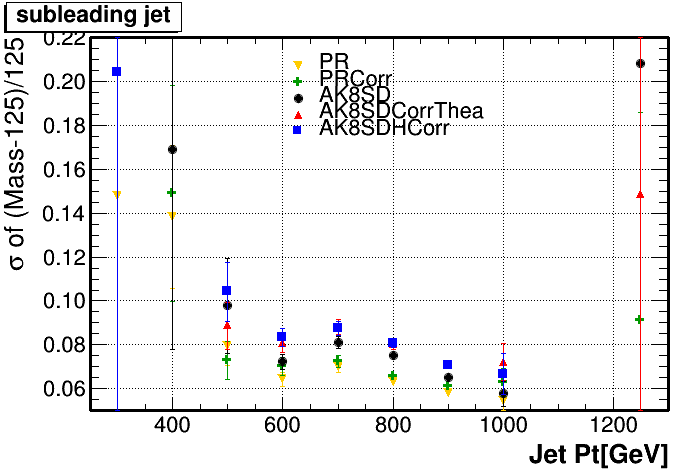 subleading jet
σ of (Mass-125)/125
0.22
0.20
0.18
0.16
0.14
0.12
0.10
0.08
0.06
PR
PRCorr
AK8SD
AK8SDCorrThea
AK8SDHCorr
400 600 800 1000 1200
Jet Pt[GeV]